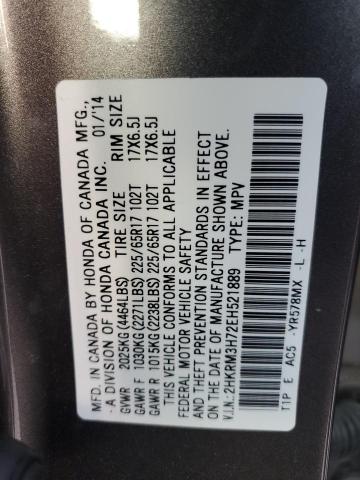 MFD. IN CANADA BY HONDA OF CANADA MFG.,
- A DIVISION OF HONDA CANADA INC. 01/'14
TIRE SIZE RIM SIZE
GVWR 2025KG (4464LBS)
GAWR F 1030KG (2271LBS) 225/65R17 102T 17X6.5J
GAWR R 1015KG (2238LBS) 225/65R17 102T 17X6.5J
THIS VEHICLE CONFORMS TO ALL APPLICABLE
FEDERAL MOTOR VEHICLE SAFETY
AND THEFT PREVENTION STANDARDS IN EFFECT
ON THE DATE OF MANUFACTURE SHOWN ABOVE.
V.I.N.: 2HKRM3H72EH521889 TYPE: MPV
T1P E AC5 -YR578MX -L -H